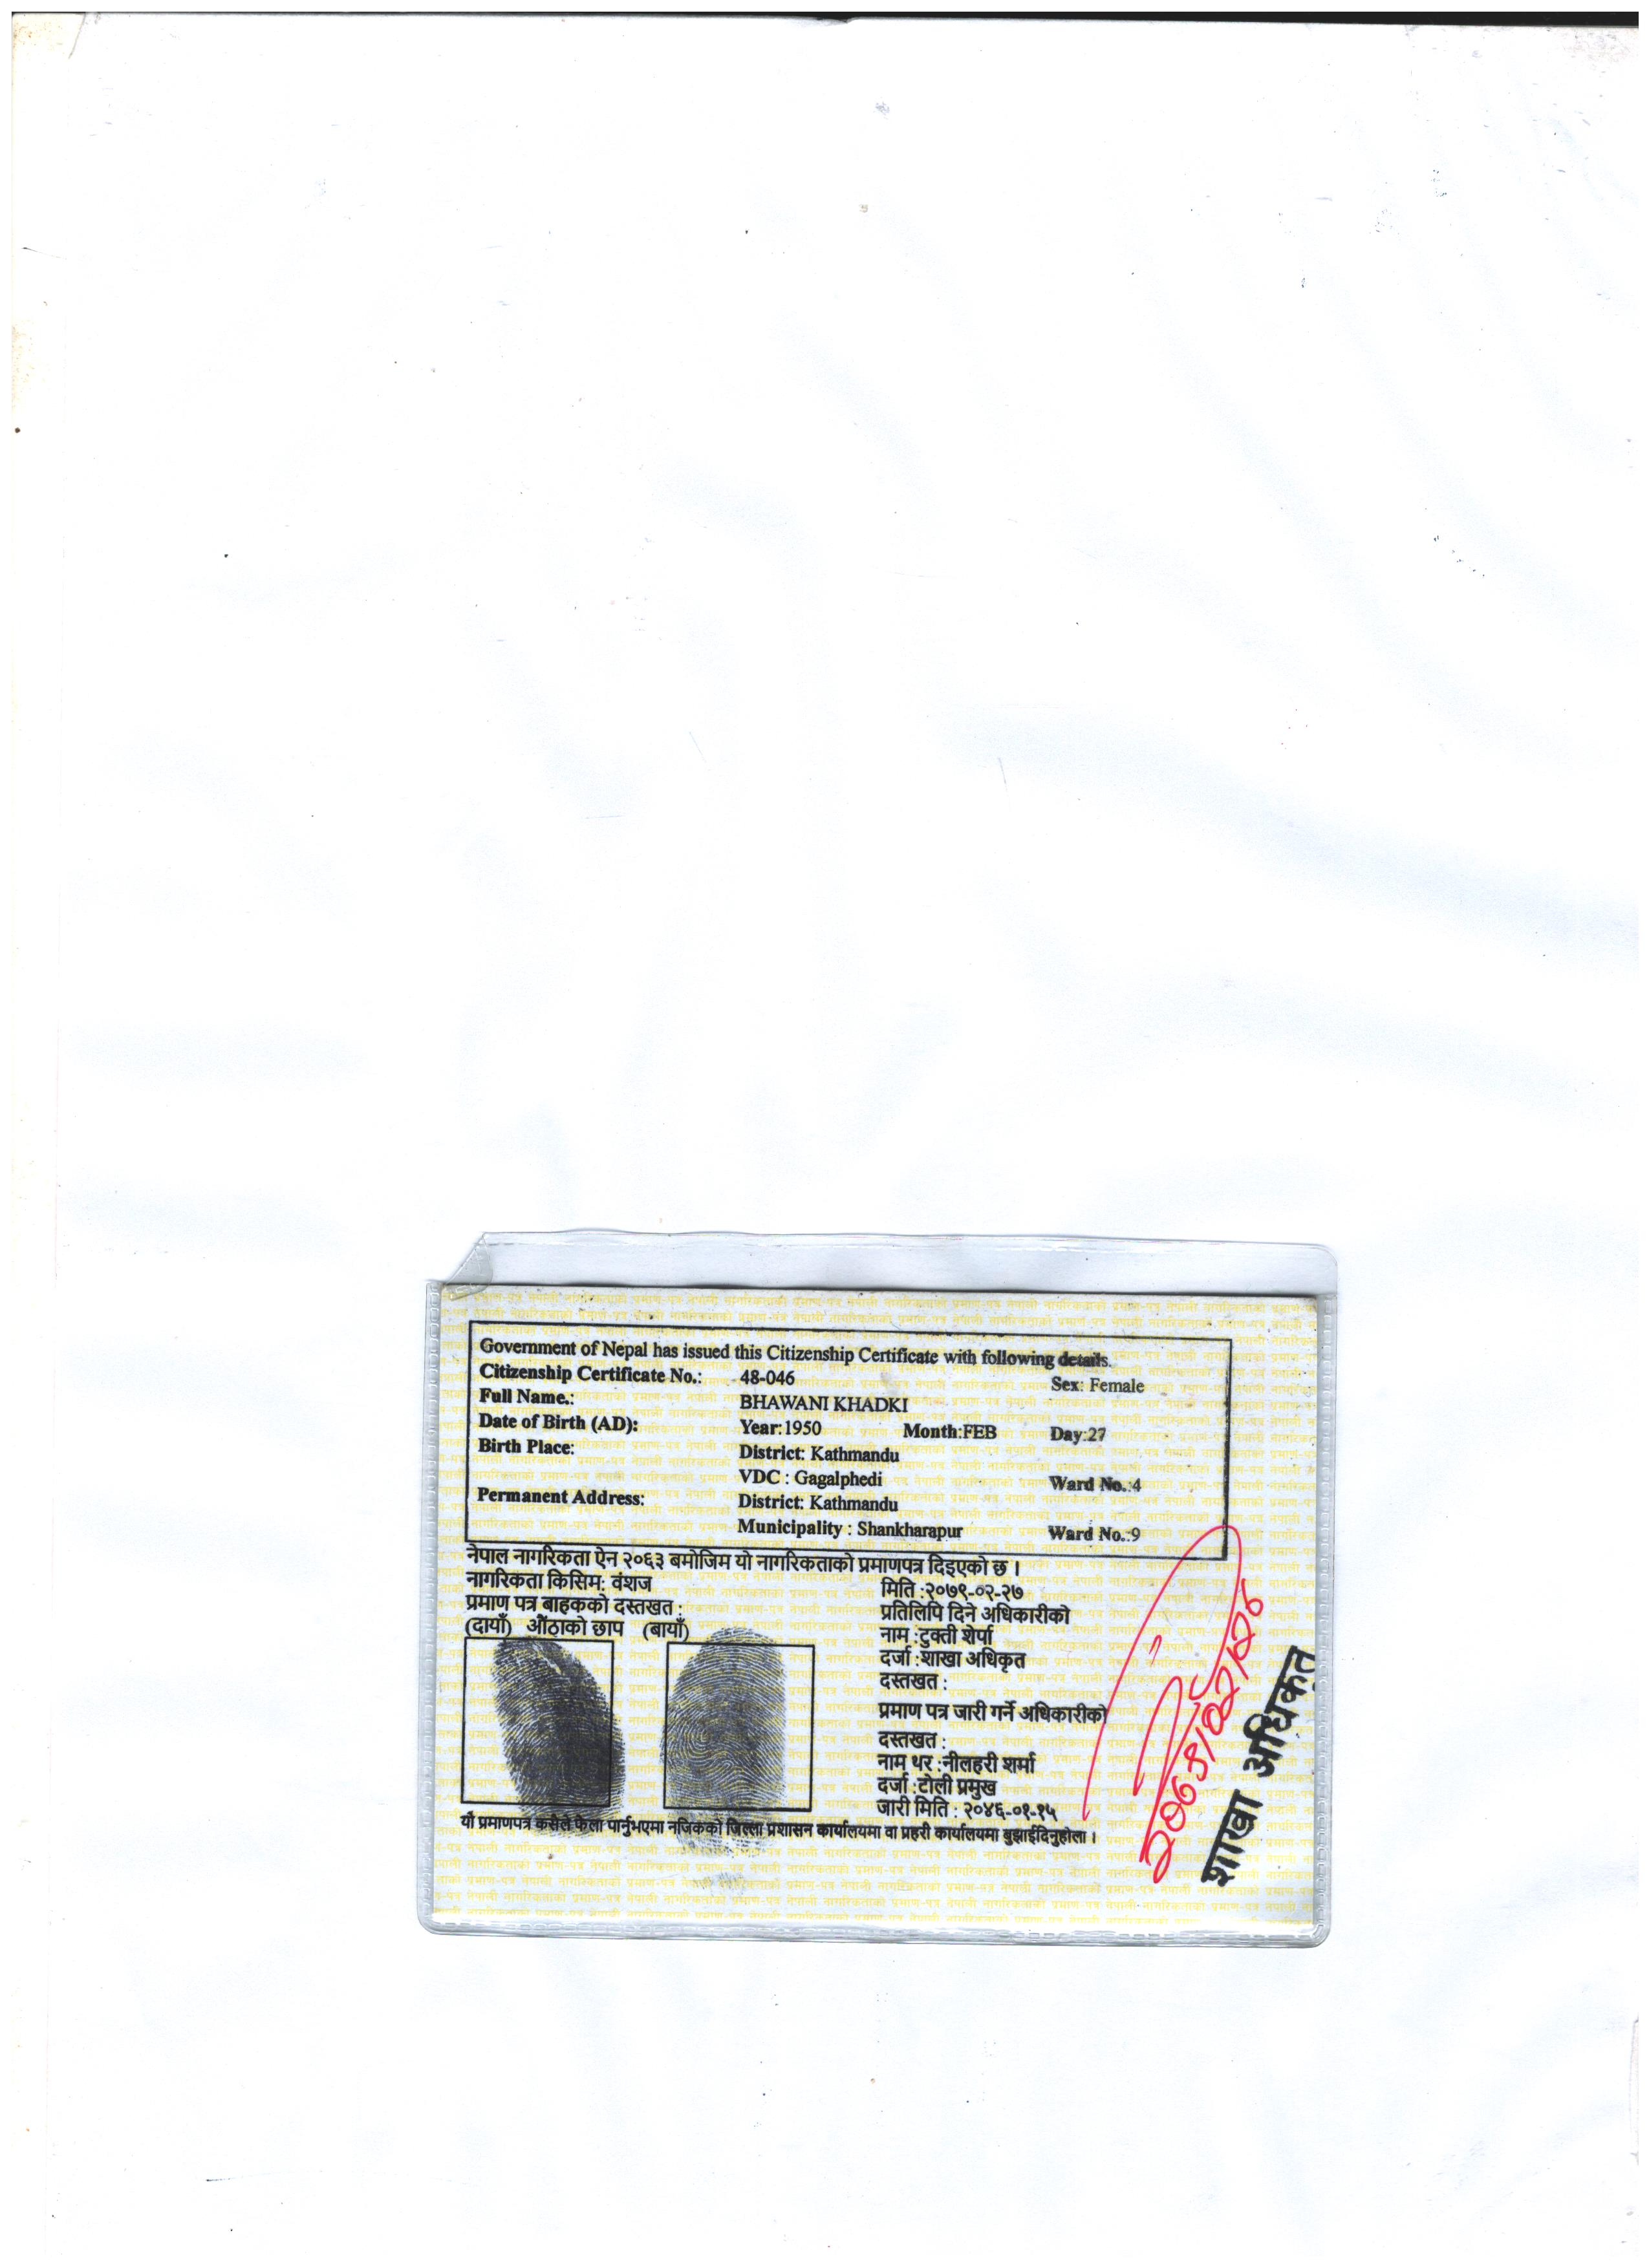 Government of Nepal has issued this Citizenship Certificate with following details.
Citizenship Certificate No.: 48-046 Sex: Female
Full Name.: BHAWANI KHADKI
Date of Birth (AD): Year:1950 Month:FEB Day:27
Birth Place: District: Kathmandu
VDC : Gagalphedi Ward No.:4
Permanent Address: District: Kathmandu
Municipality : Shankharapur Ward No.:9
नेपाल नागरिकता ऐन २०६३ बमोजिम यो नागरिकताको प्रमाणपत्र दिइएको छ ।
नागरिकता किसिम: वंशज
प्रमाण पत्र बाहकको दस्तखत :
(दायाँ) औंठाको छाप (बायाँ)
मिति :२०७९-०२-२७
प्रतिलिपि दिने अधिकारीको
नाम :टुक्ती शेर्पा
दर्जा :शाखा अधिकृत
दस्तखत :
प्रमाण पत्र जारी गर्ने अधिकारीको
दस्तखत :
नाम थर :नीलहरी शर्मा
दर्जा :टोली प्रमुख
जारी मिति : २०४६-०१-१५
यो प्रमाणपत्र कसैले फेला पार्नुभएमा नजिकको जिल्ला प्रशासन कार्यालयमा वा प्रहरी कार्यालयमा बुझाईदिनुहोला ।
शाखा अधिकृत